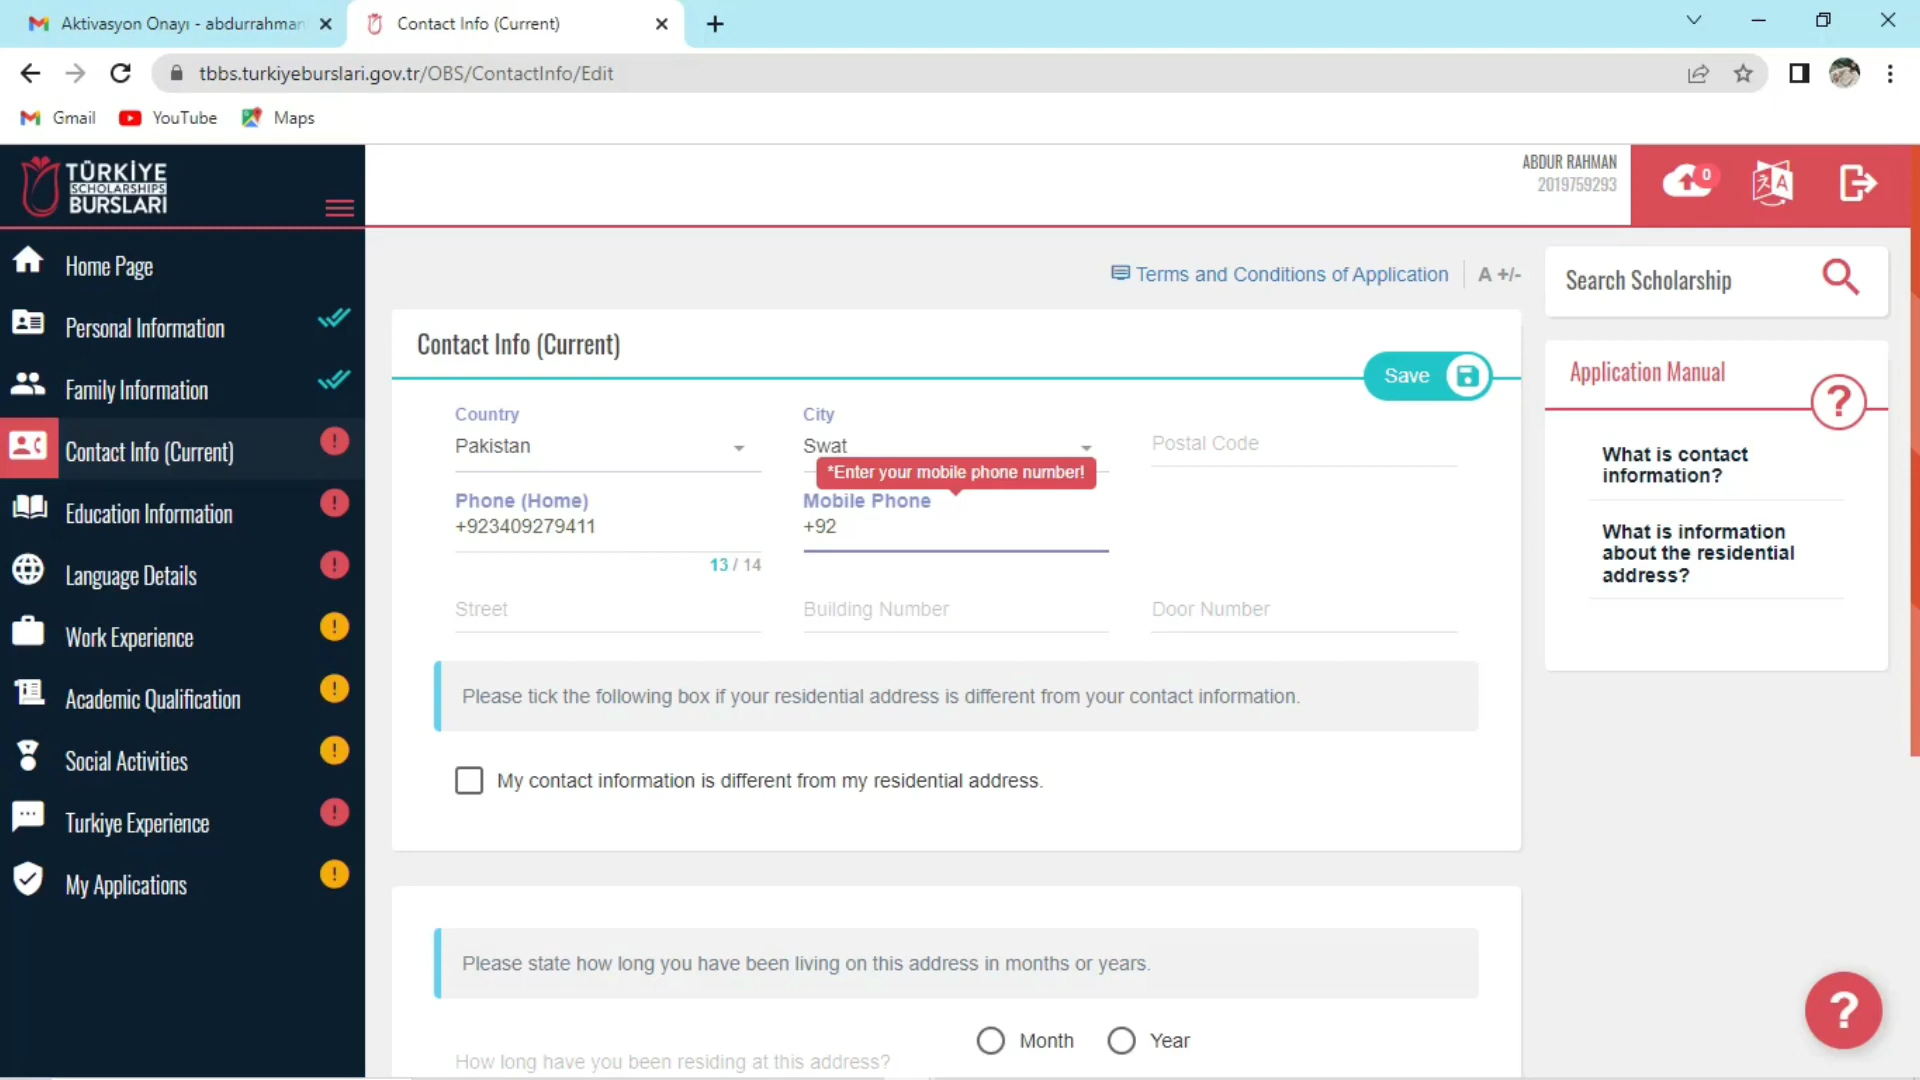 Aktivasyon Onayı - abdurrahman
Contact Info (Current)
tbbs.turkiyeburslari.gov.tr/OBS/ContactInfo/Edit
Gmail
YouTube
Maps
TÜRKİYE
SCHOLARSHIPS
BURSLARI
ABDUR RAHMAN
2019759293
0
Home Page
Personal Information
Family Information
Contact Info (Current)
Education Information
Language Details
Work Experience
Academic Qualification
Social Activities
Turkiye Experience
My Applications
Terms and Conditions of Application
A +/-
Contact Info (Current)
Save
Country
Pakistan
City
Swat
Postal Code
*Enter your mobile phone number!
Phone (Home)
+923409279411
13 / 14
Mobile Phone
+92
Street
Building Number
Door Number
Please tick the following box if your residential address is different from your contact information.
My contact information is different from my residential address.
Please state how long you have been living on this address in months or years.
How long have you been residing at this address?
Month
Year
Search Scholarship
Application Manual
?
What is contact
information?
What is information
about the residential
address?
?